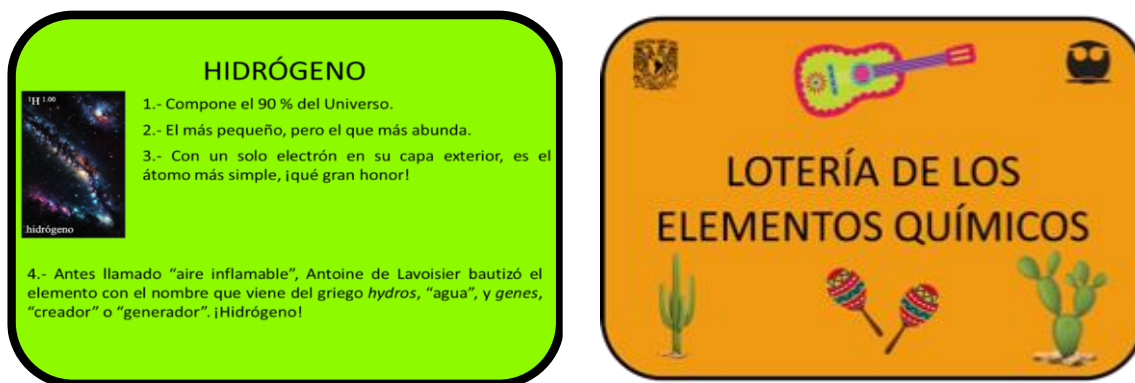 HIDRÓGENO
1H 1.00
hidrógeno
1.- Compone el 90 % del Universo.
2.- El más pequeño, pero el que más abunda.
3.- Con un solo electrón en su capa exterior, es el
átomo más simple, ¡qué gran honor!
4.- Antes llamado “aire inflamable”, Antoine de Lavoisier bautizó el
elemento con el nombre que viene del griego hydros, “agua”, y genes,
“creador” o “generador”. ¡Hidrógeno!
LOTERÍA DE LOS
ELEMENTOS QUÍMICOS